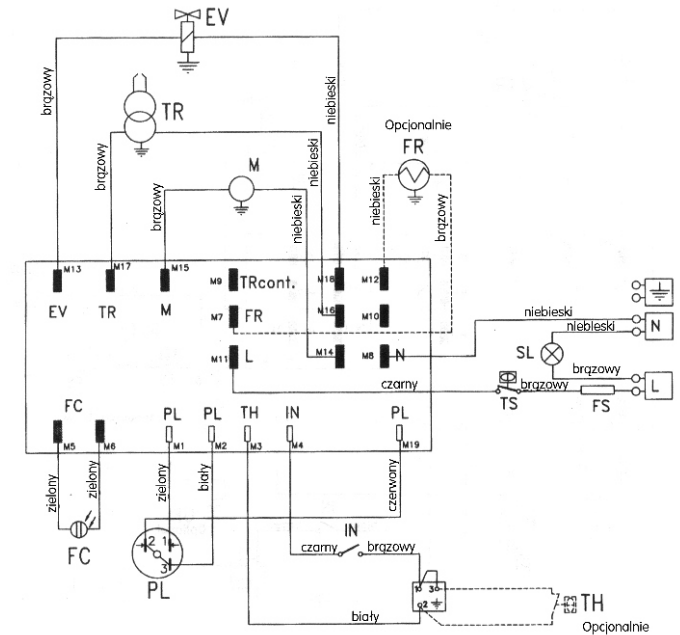 EV
brązowy
niebieski
TR
brązowy
niebieski
M
brązowy
niebieski
Opcjonalnie
FR
niebieski
brązowy
M13
M17
M15
M9
TRcont.
M18
M12
EV
TR
M
M7
FR
M16
M10
M11
L
M14
M8
N
niebieski
niebieski
N
SL
brązowy
czarny
brązowy
L
TS
FS
FC
PL
PL
TH
IN
PL
M5
M6
M1
M2
M3
M4
M19
zielony
zielony
zielony
biały
czerwony
FC
2
1
3
PL
IN
czarny
brązowy
1
3
2
biały
TH
Opcjonalnie